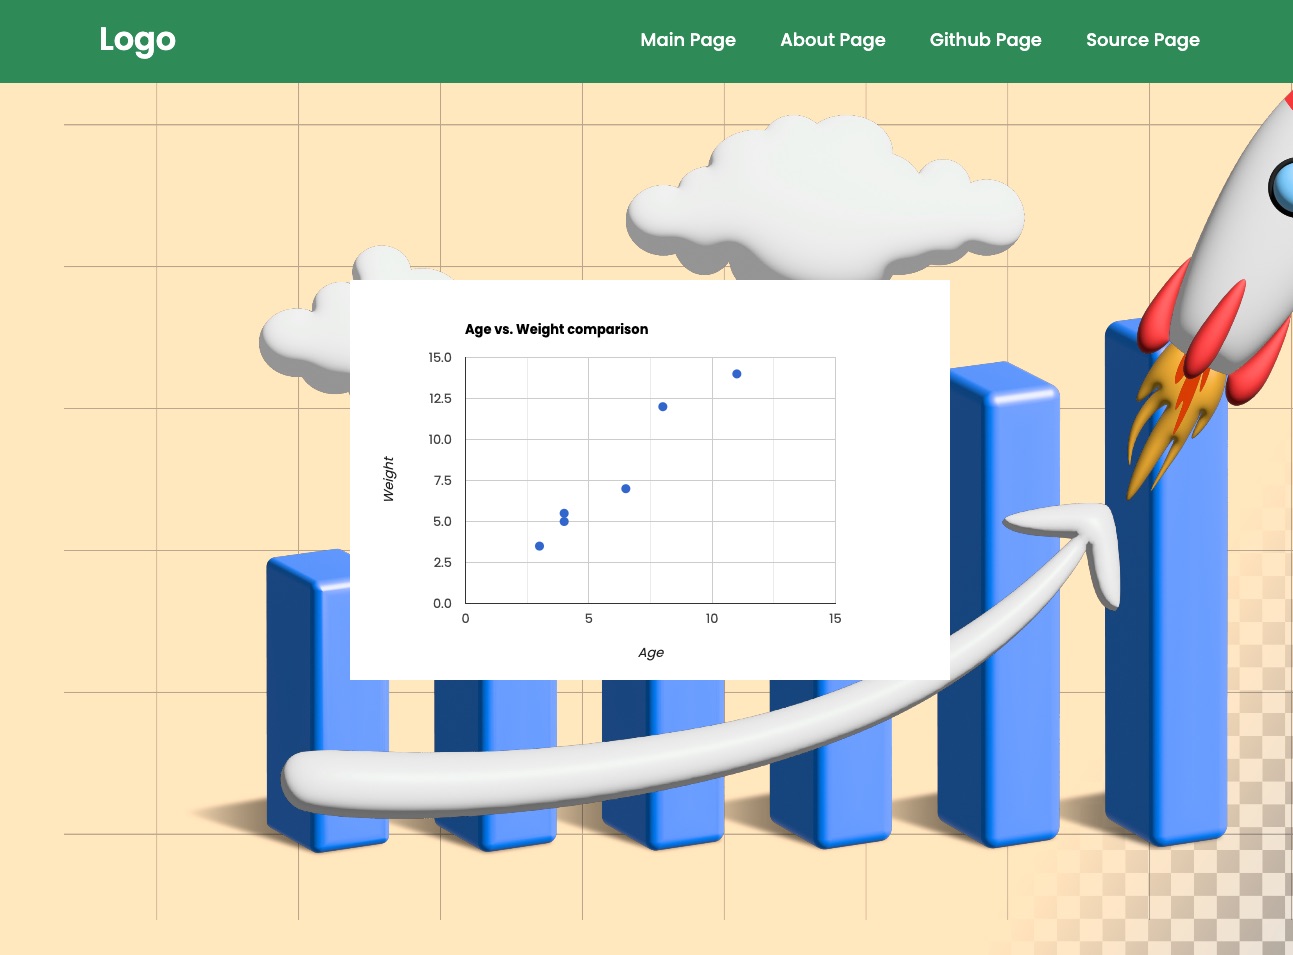 Logo
Main Page
About Page
Github Page
Source Page
Age vs. Weight comparison
15.0
12.5
10.0
7.5
5.0
2.5
0.0
Weight
0 5 10 15
Age